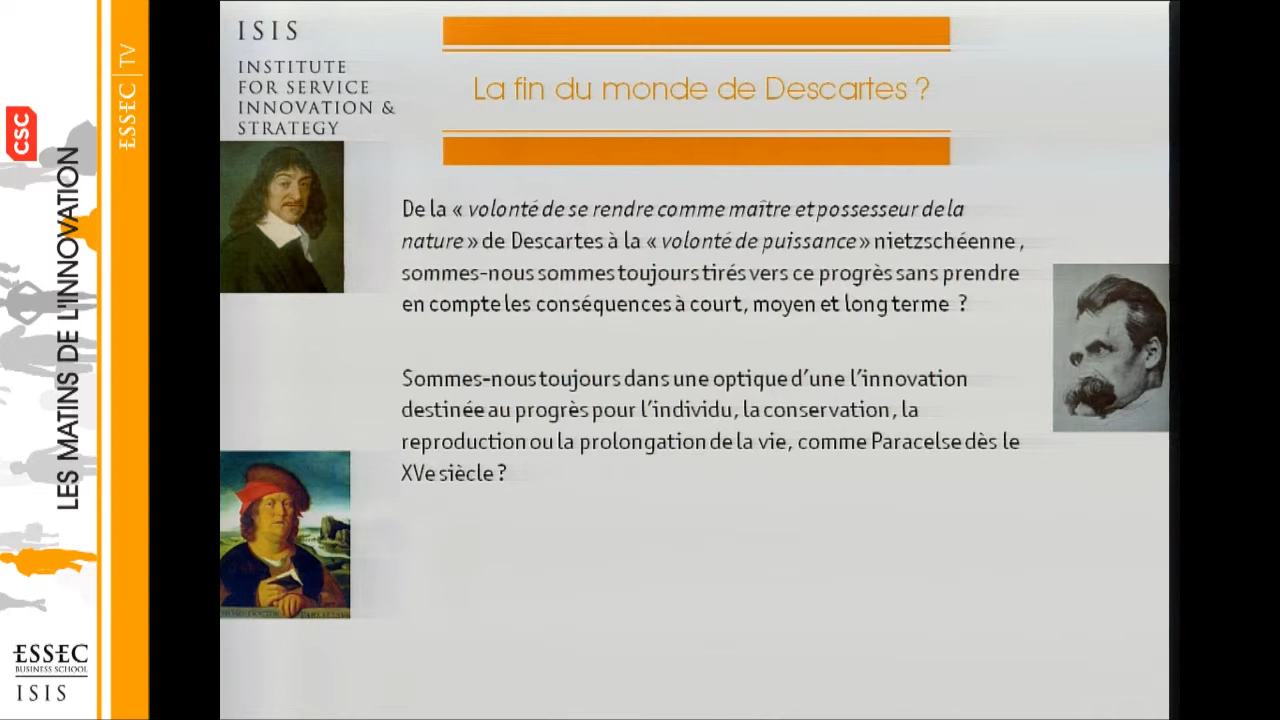 CSC
LES MATINS DE L'INNOVATION
ESSEC | TV
ESSEC
BUSINESS SCHOOL
ISIS
ISIS
INSTITUTE
FOR SERVICE
INNOVATION &
STRATEGY
La fin du monde de Descartes ?
De la « volonté de se rendre comme maître et possesseur de la
nature » de Descartes à la « volonté de puissance » nietzschéenne ,
sommes-nous sommes toujours tirés vers ce progrès sans prendre
en compte les conséquences à court, moyen et long terme ?
Sommes-nous toujours dans une optique d'une l'innovation
destinée au progrès pour l'individu, la conservation, la
reproduction ou la prolongation de la vie, comme Paracelse dès le
XVe siècle ?